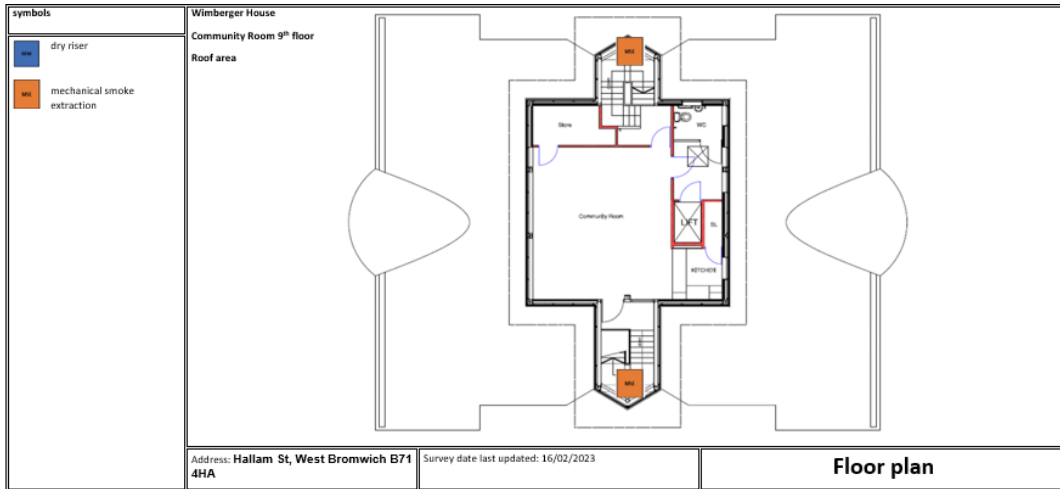 symbols
dry riser
MSE
mechanical smoke
extraction
Wimberger House
Community Room 9th floor
Roof area
Store
WC
Community Room
LIFT
KITCHEN
Address: Hallam St, West Bromwich B71
4HA
Survey date last updated: 16/02/2023
Floor plan